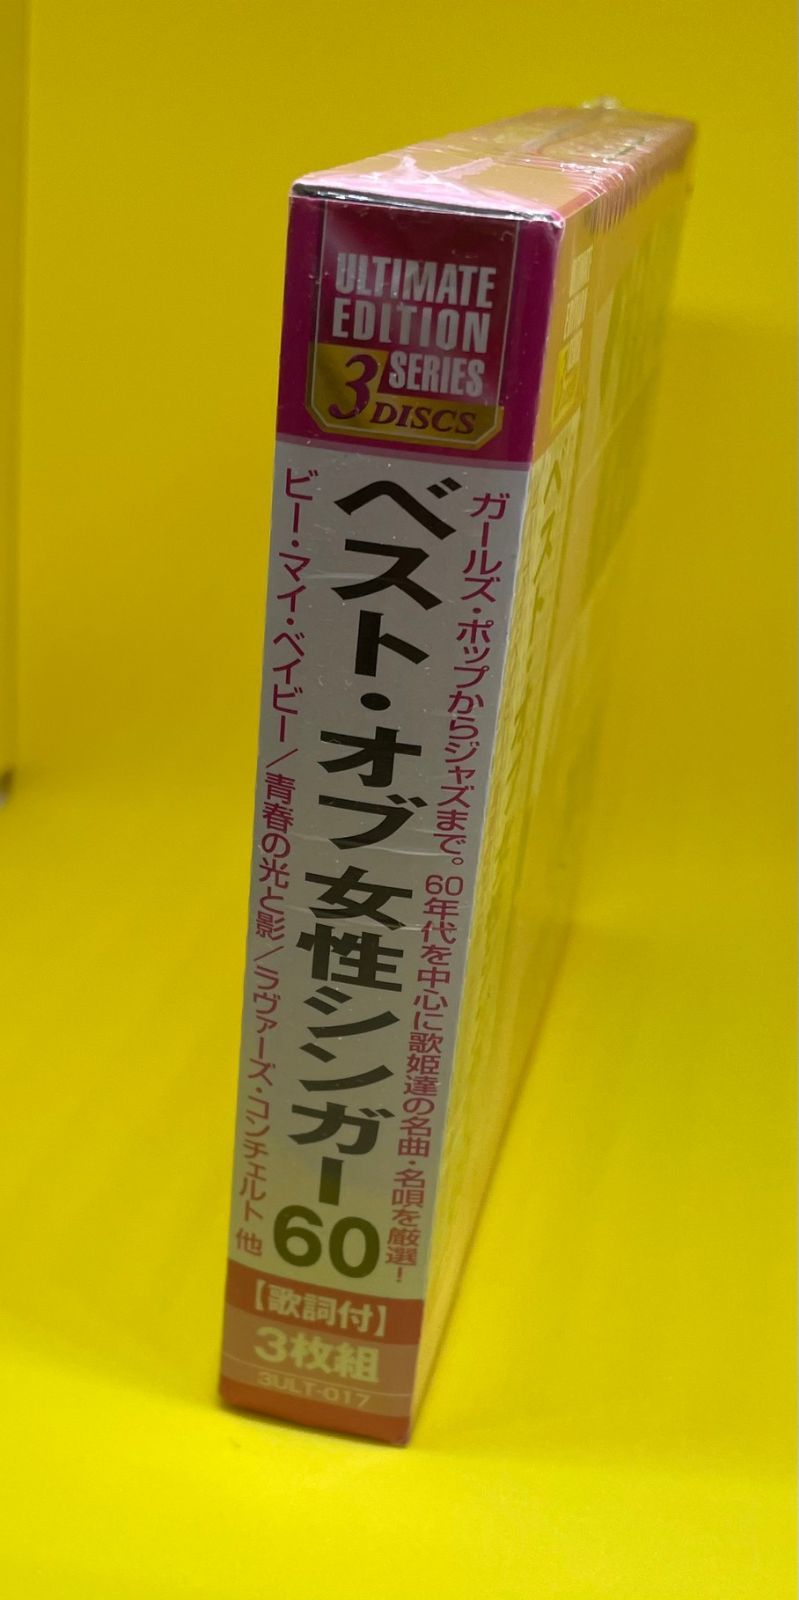 ULTIMATE
EDITION
SERIES
3 DISCS
ガールズ・ポップからジャズまで。60年代を中心に歌姫達の名曲・名唄を厳選！
ベスト・オブ 女性シンガー60
ビー・マイ・ベイビー/青春の光と影/ラヴァーズ・コンチェルト 他
【歌詞付】
3枚組
3ULT-017